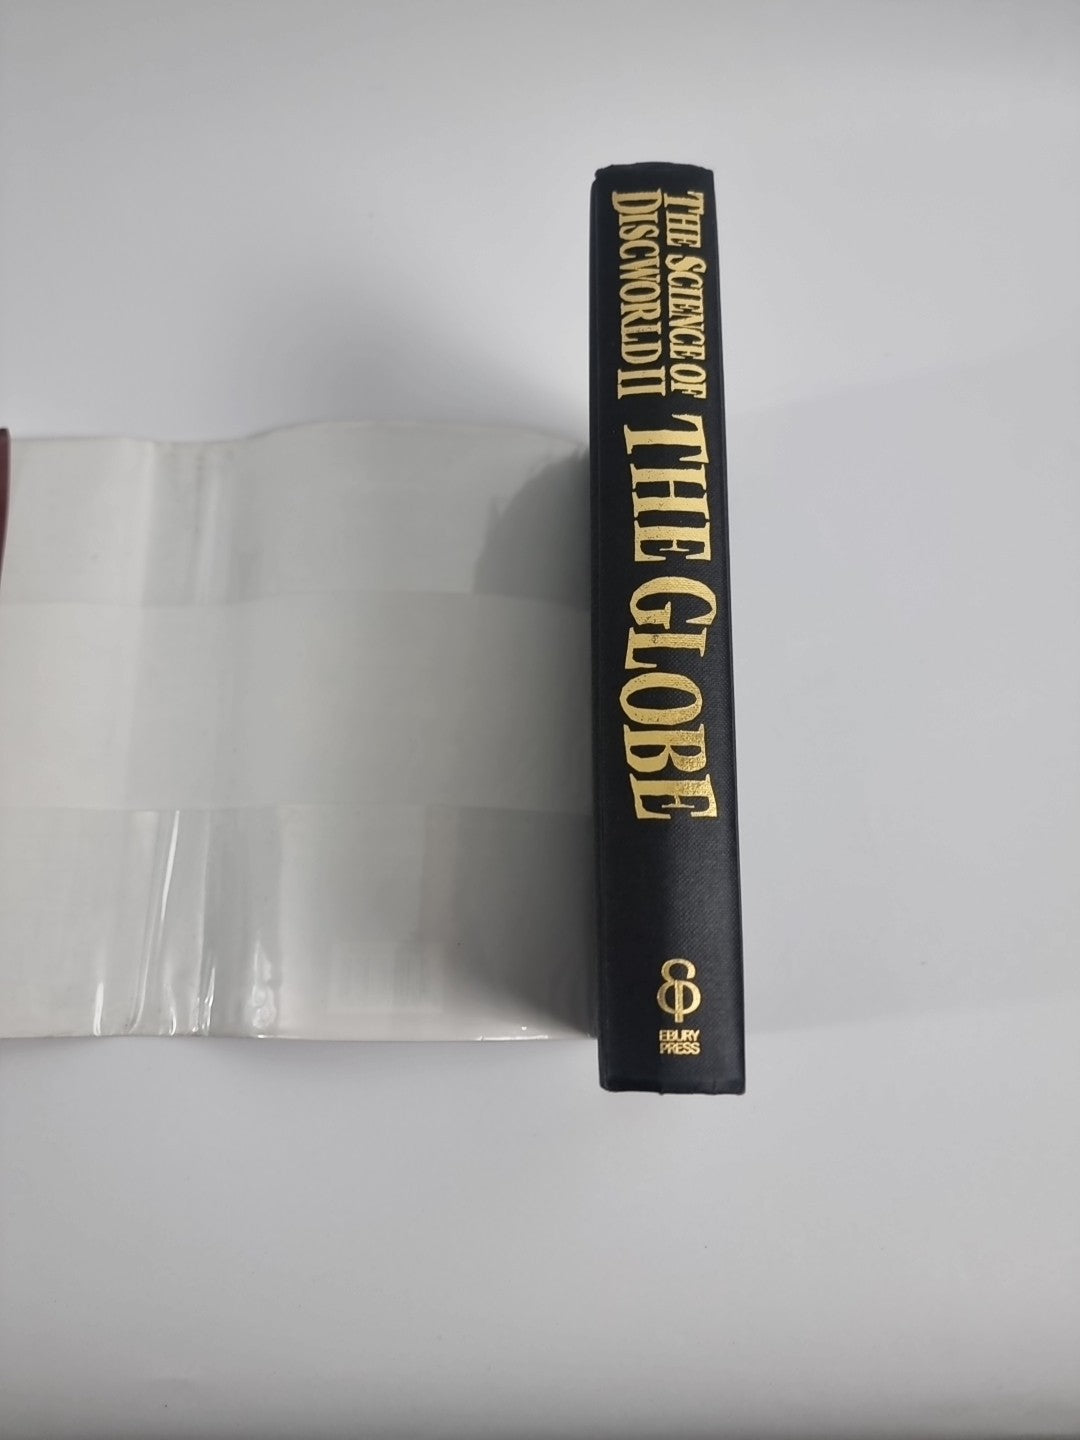 THE SCIENCE OF
DISCWORLD II
THE GLOBE
EBURY
PRESS